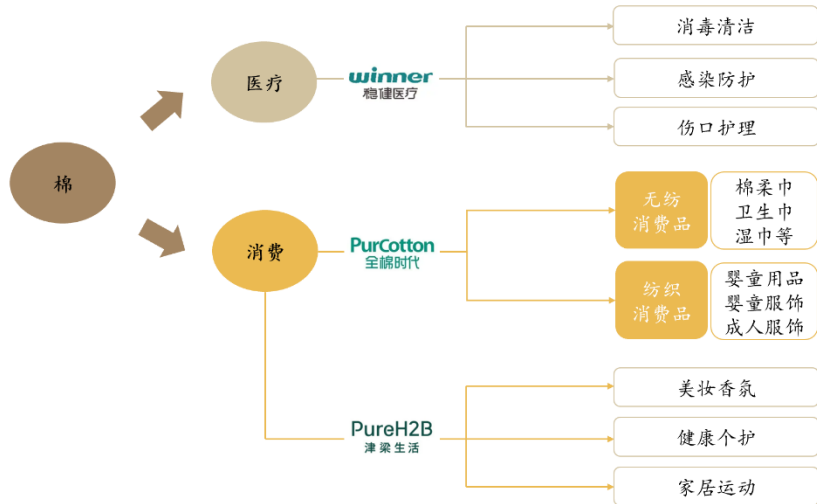 棉
医疗
winner
稳健医疗
消毒清洁
感染防护
伤口护理
消费
PurCotton
全棉时代
无纺
消费品
棉柔巾
卫生巾
湿巾等
纺织
消费品
婴童用品
婴童服饰
成人服饰
PureH2B
津梁生活
美妆香氛
健康个护
家居运动